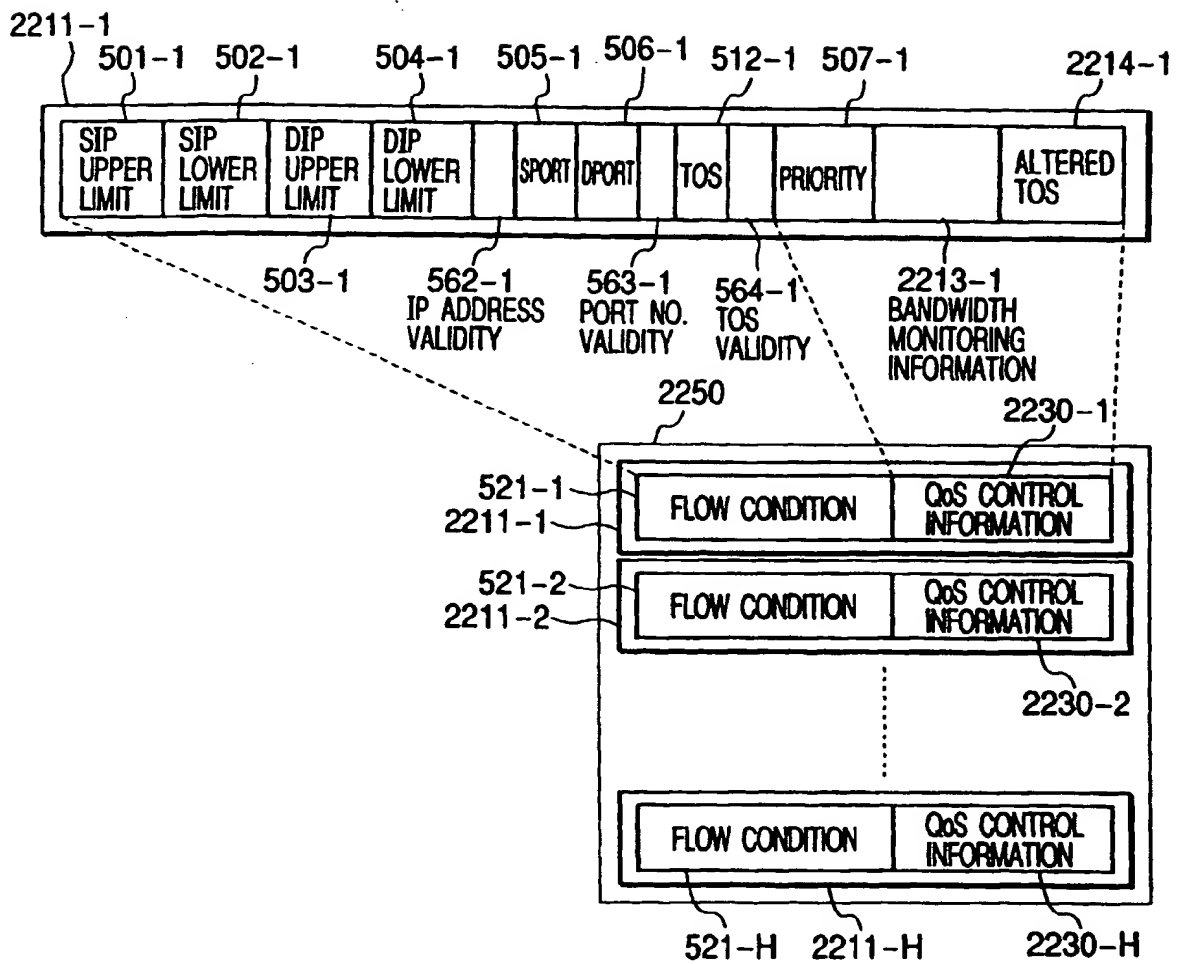 2211-1
501-1 502-1 504-1 505-1 506-1 512-1 507-1 2214-1
SIP UPPER LIMIT
SIP LOWER LIMIT
DIP UPPER LIMIT
DIP LOWER LIMIT
SPORT
DPORT
TOS
PRIORITY
ALTERED TOS
503-1
562-1
IP ADDRESS
VALIDITY
563-1
PORT NO.
VALIDITY
564-1
TOS
VALIDITY
2213-1
BANDWIDTH
MONITORING
INFORMATION
2250
2230-1
521-1
2211-1
FLOW CONDITION
QoS CONTROL
INFORMATION
521-2
2211-2
FLOW CONDITION
QoS CONTROL
INFORMATION
2230-2
FLOW CONDITION
QoS CONTROL
INFORMATION
521-H 2211-H 2230-H